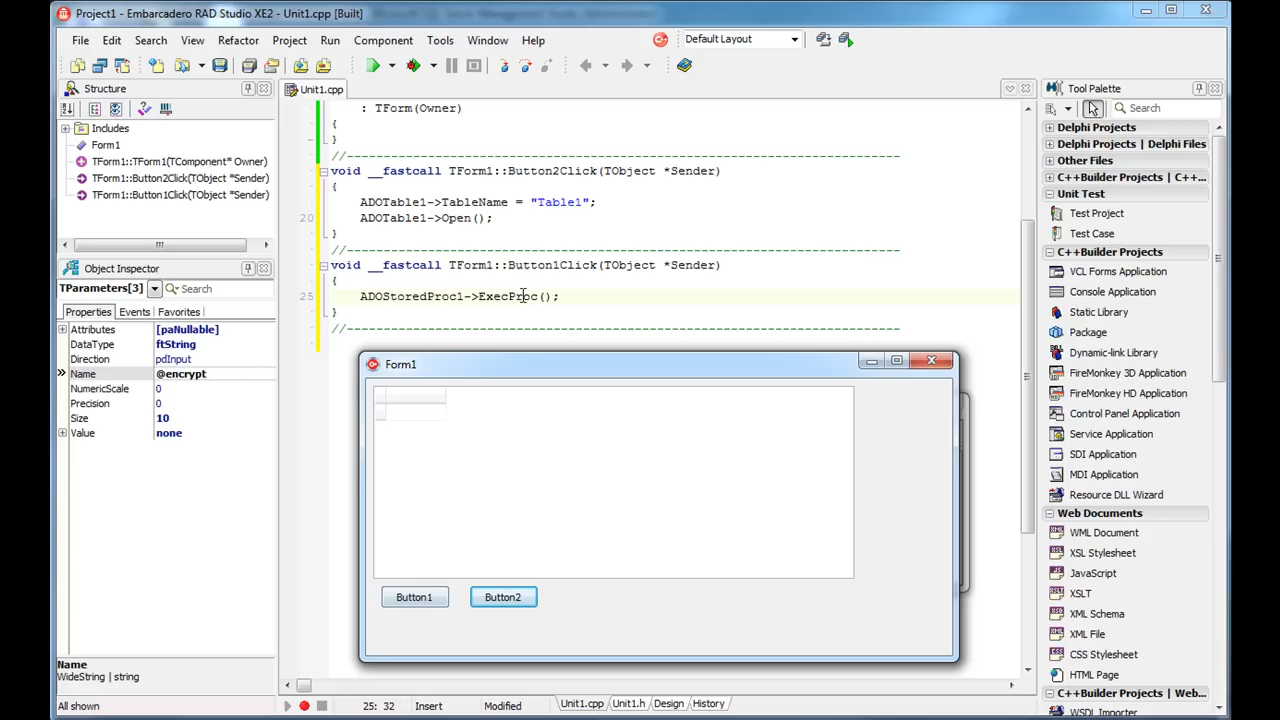 Project1 - Embarcadero RAD Studio XE2 - Unit1.cpp [Built]
File Edit Search View Refactor Project Run Component Tools Window Help
Default Layout
Structure
Unit1.cpp
Tool Palette
Search
Includes
Form1
TForm1::TForm1(TComponent* Owner)
TForm1::Button2Click(TObject *Sender)
TForm1::Button1Click(TObject *Sender)
Object Inspector
TParameters[3]
Search
Properties Events Favorites
Attributes [paNullable]
DataType ftString
Direction pdInput
Name @encrypt
NumericScale 0
Precision 0
Size 10
Value none
Name
WideString | string
All shown
: TForm(Owner)
{
}
//---------------------------------------------------------------------------
void __fastcall TForm1::Button2Click(TObject *Sender)
{
ADOTable1->TableName = "Table1";
20 ADOTable1->Open();
}
//---------------------------------------------------------------------------
void __fastcall TForm1::Button1Click(TObject *Sender)
{
25 ADOStoredProc1->ExecProc();
}
//---------------------------------------------------------------------------
Form1
Button1 Button2
25: 32 Insert Modified
Unit1.cpp Unit1.h Design History
Delphi Projects
Delphi Projects | Delphi Files
Other Files
C++Builder Projects | C++...
Unit Test
Test Project
Test Case
C++Builder Projects
VCL Forms Application
Console Application
Static Library
Package
Dynamic-link Library
FireMonkey 3D Application
FireMonkey HD Application
Control Panel Application
Service Application
SDI Application
MDI Application
Resource DLL Wizard
Web Documents
WML Document
XSL Stylesheet
JavaScript
XSLT
XML Schema
XML File
CSS Stylesheet
HTML Page
C++Builder Projects | Web...
WSDL Importer